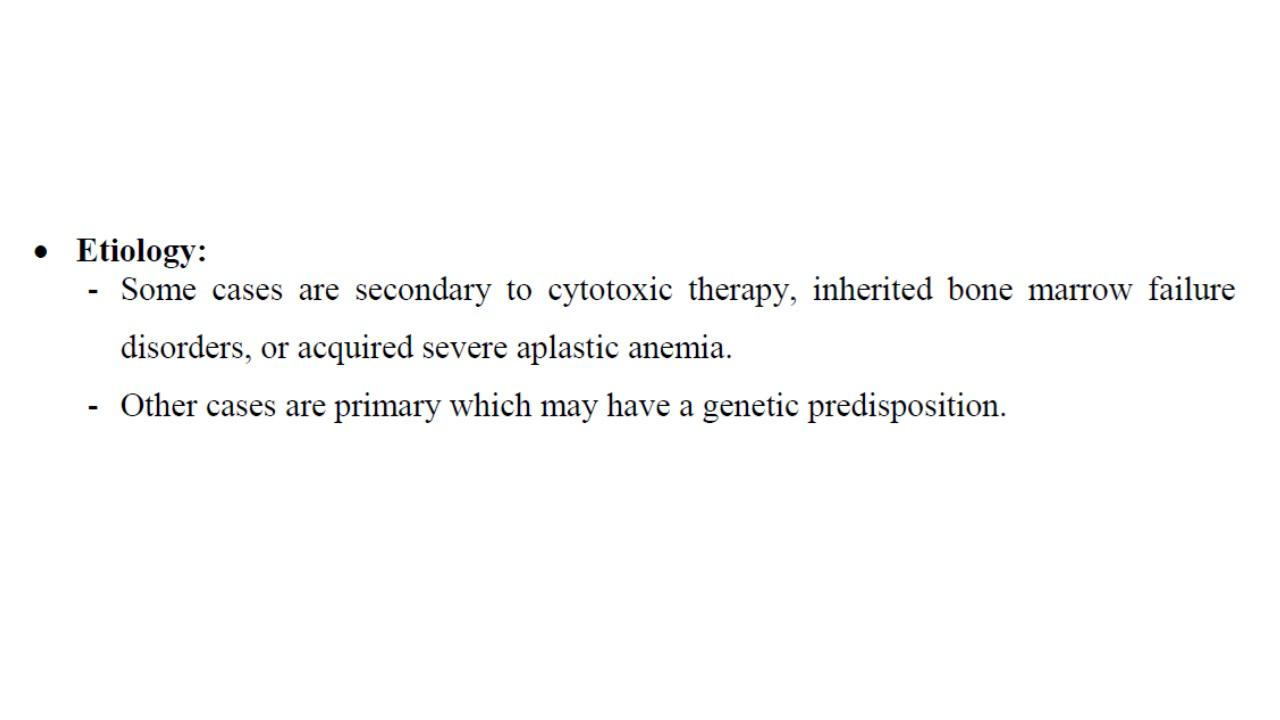 • Etiology:
- Some cases are secondary to cytotoxic therapy, inherited bone marrow failure
disorders, or acquired severe aplastic anemia.
- Other cases are primary which may have a genetic predisposition.